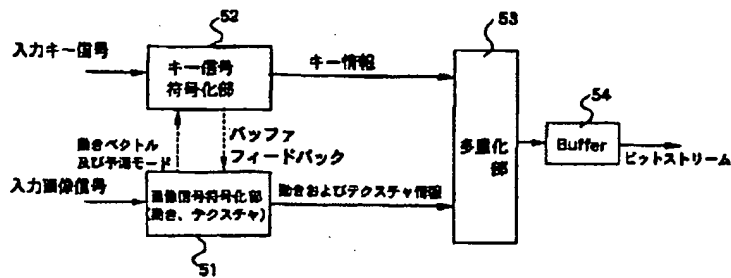 52
53
入力キー信号
キー信号
符号化部
キー情報
54
動きベクトル
及び予測モード
バッファ
フィードバック
多重化
部
Buffer
ビットストリーム
入力画像信号
画像信号符号化部
(動き、テクスチャ)
動きおよびテクスチャ情報
51